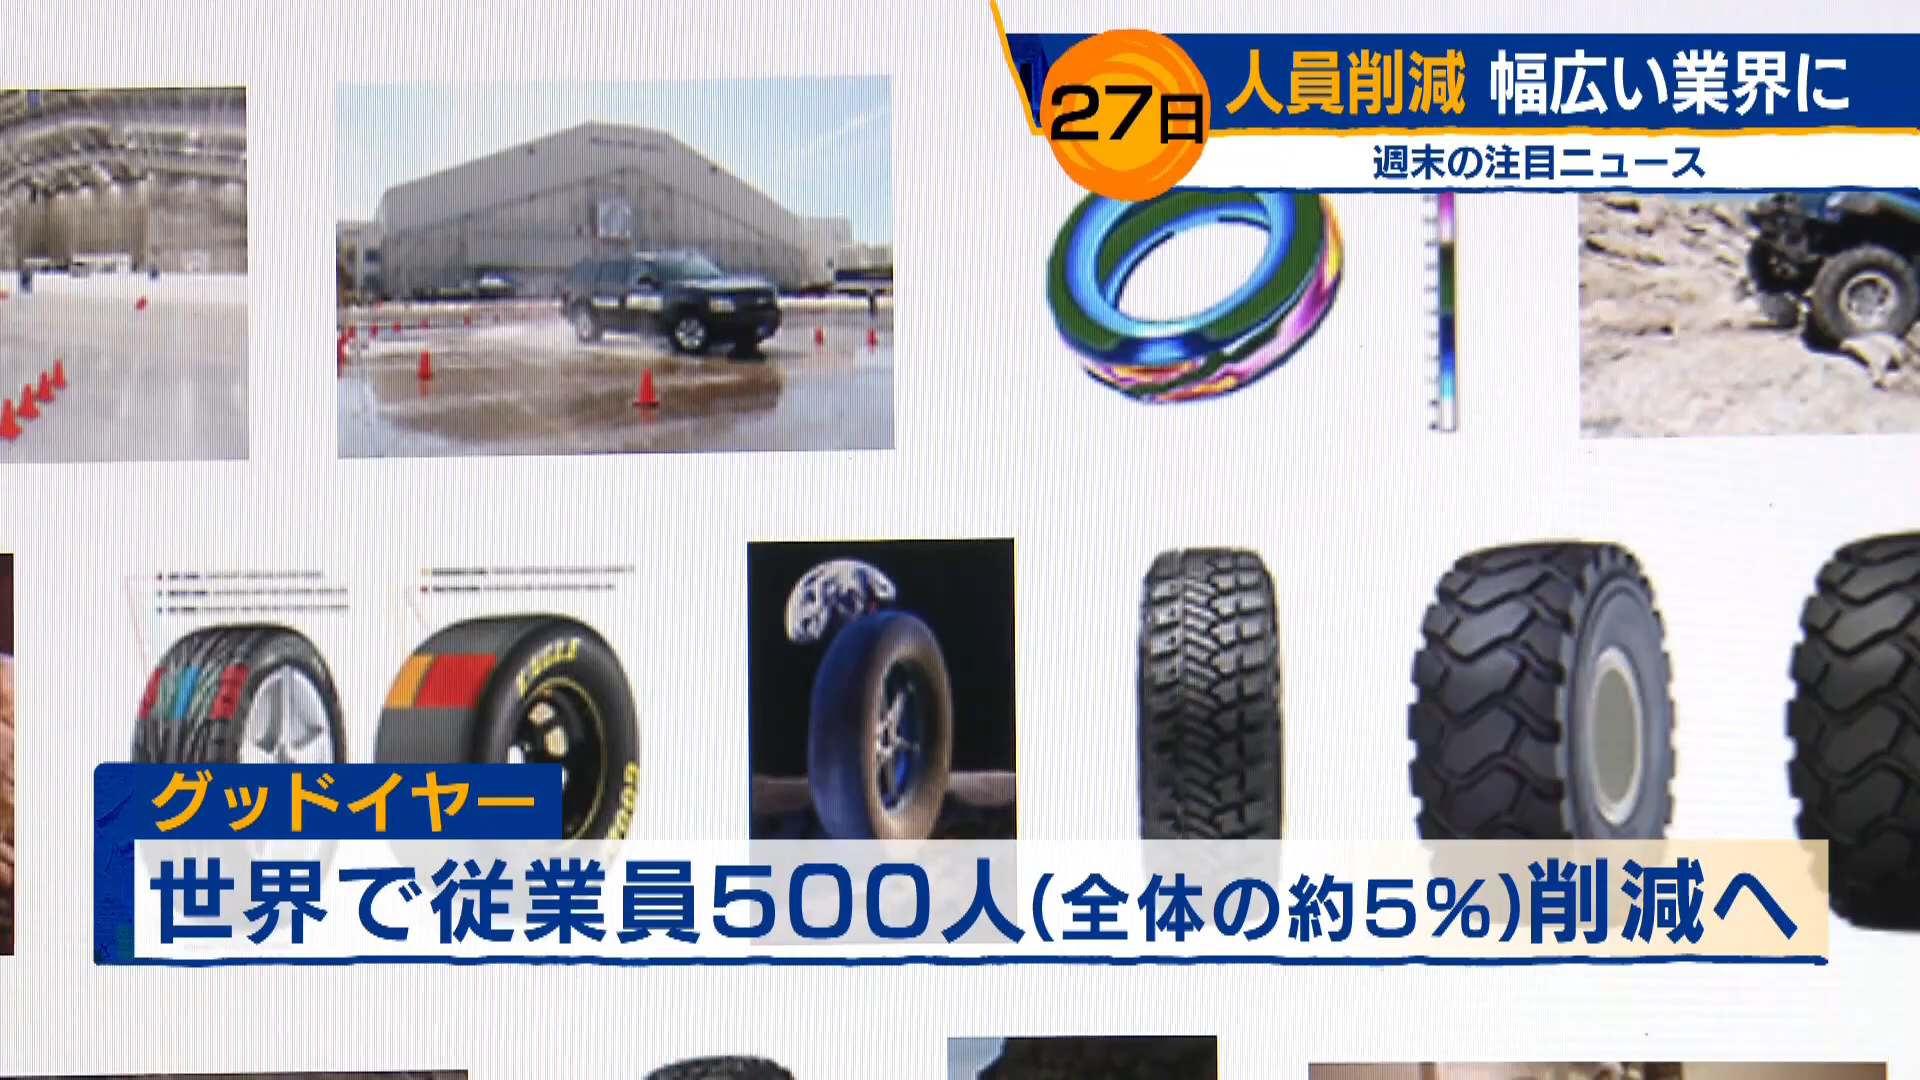 27日
人員削減 幅広い業界に
週末の注目ニュース
EAGLE
グッドイヤー
世界で従業員500人(全体の約5%)削減へ